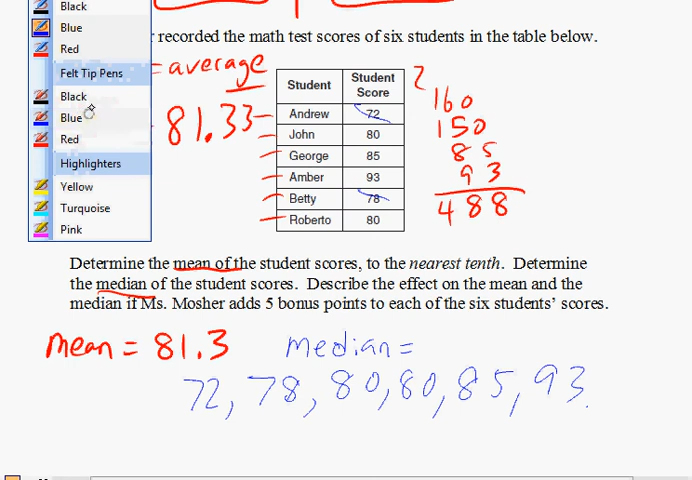 Black
Blue
Red
Felt Tip Pens
Black
Blue
Red
Highlighters
Yellow
Turquoise
Pink
r recorded the math test scores of six students in the table below.
= average
81.33
Student Student Score
Andrew 72
John 80
George 85
Amber 93
Betty 78
Roberto 80
2
160
150
85
93
488
Determine the mean of the student scores, to the nearest tenth. Determine
the median of the student scores. Describe the effect on the mean and the
median if Ms. Mosher adds 5 bonus points to each of the six students' scores.
mean = 81.3 median =
72, 78, 80, 80, 85, 93.